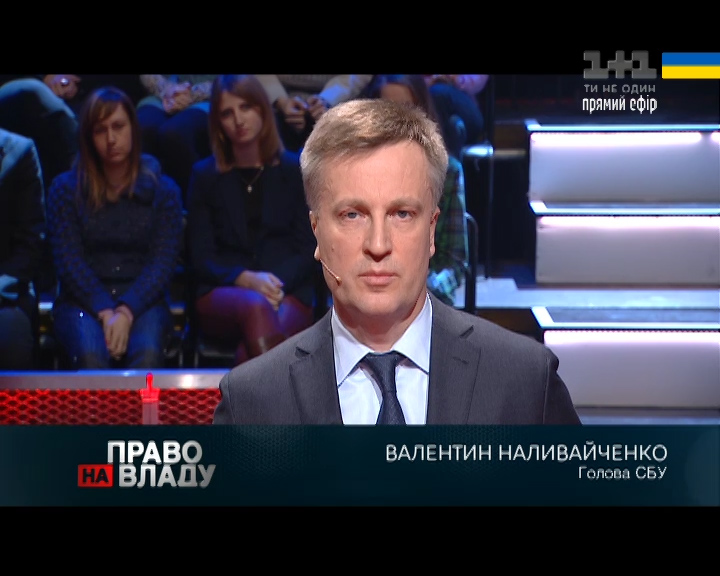 1+1
ТИ НЕ ОДИН
ПРЯМИЙ ЕФІР
ПРАВО
НА ВЛАДУ
ВАЛЕНТИН НАЛИВАЙЧЕНКО
Голова СБУ